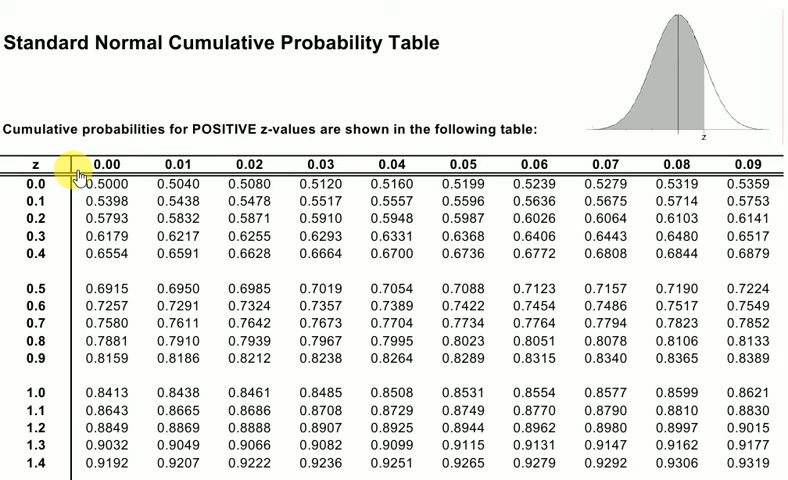 Standard Normal Cumulative Probability Table
z
Cumulative probabilities for POSITIVE z-values are shown in the following table:
z 0.00 0.01 0.02 0.03 0.04 0.05 0.06 0.07 0.08 0.09
0.0 0.5000 0.5040 0.5080 0.5120 0.5160 0.5199 0.5239 0.5279 0.5319 0.5359
0.1 0.5398 0.5438 0.5478 0.5517 0.5557 0.5596 0.5636 0.5675 0.5714 0.5753
0.2 0.5793 0.5832 0.5871 0.5910 0.5948 0.5987 0.6026 0.6064 0.6103 0.6141
0.3 0.6179 0.6217 0.6255 0.6293 0.6331 0.6368 0.6406 0.6443 0.6480 0.6517
0.4 0.6554 0.6591 0.6628 0.6664 0.6700 0.6736 0.6772 0.6808 0.6844 0.6879
0.5 0.6915 0.6950 0.6985 0.7019 0.7054 0.7088 0.7123 0.7157 0.7190 0.7224
0.6 0.7257 0.7291 0.7324 0.7357 0.7389 0.7422 0.7454 0.7486 0.7517 0.7549
0.7 0.7580 0.7611 0.7642 0.7673 0.7704 0.7734 0.7764 0.7794 0.7823 0.7852
0.8 0.7881 0.7910 0.7939 0.7967 0.7995 0.8023 0.8051 0.8078 0.8106 0.8133
0.9 0.8159 0.8186 0.8212 0.8238 0.8264 0.8289 0.8315 0.8340 0.8365 0.8389
1.0 0.8413 0.8438 0.8461 0.8485 0.8508 0.8531 0.8554 0.8577 0.8599 0.8621
1.1 0.8643 0.8665 0.8686 0.8708 0.8729 0.8749 0.8770 0.8790 0.8810 0.8830
1.2 0.8849 0.8869 0.8888 0.8907 0.8925 0.8944 0.8962 0.8980 0.8997 0.9015
1.3 0.9032 0.9049 0.9066 0.9082 0.9099 0.9115 0.9131 0.9147 0.9162 0.9177
1.4 0.9192 0.9207 0.9222 0.9236 0.9251 0.9265 0.9279 0.9292 0.9306 0.9319